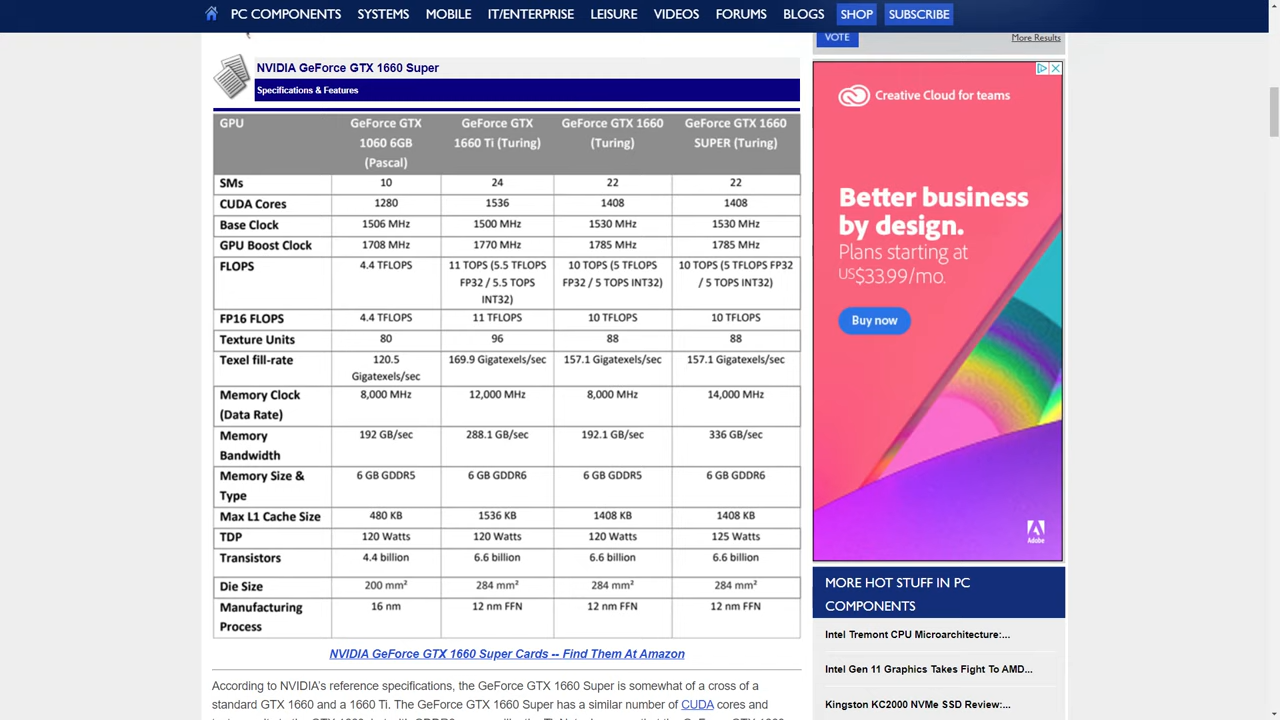 PC COMPONENTS SYSTEMS MOBILE IT/ENTERPRISE LEISURE VIDEOS FORUMS BLOGS SHOP SUBSCRIBE
VOTE More Results
NVIDIA GeForce GTX 1660 Super
Specifications & Features
GPU GeForce GTX GeForce GTX GeForce GTX 1660 GeForce GTX 1660
1060 6GB 1660 Ti (Turing) (Turing) SUPER (Turing)
(Pascal)
SMs 10 24 22 22
CUDA Cores 1280 1536 1408 1408
Base Clock 1506 MHz 1500 MHz 1530 MHz 1530 MHz
GPU Boost Clock 1708 MHz 1770 MHz 1785 MHz 1785 MHz
FLOPS 4.4 TFLOPS 11 TOPS (5.5 TFLOPS 10 TOPS (5 TFLOPS 10 TOPS (5 TFLOPS FP32
FP32 / 5.5 TOPS FP32 / 5 TOPS INT32) / 5 TOPS INT32)
INT32)
FP16 FLOPS 4.4 TFLOPS 11 TFLOPS 10 TFLOPS 10 TFLOPS
Texture Units 80 96 88 88
Texel fill-rate 120.5 169.9 Gigatexels/sec 157.1 Gigatexels/sec 157.1 Gigatexels/sec
Gigatexels/sec
Memory Clock 8,000 MHz 12,000 MHz 8,000 MHz 14,000 MHz
(Data Rate)
Memory 192 GB/sec 288.1 GB/sec 192.1 GB/sec 336 GB/sec
Bandwidth
Memory Size & 6 GB GDDR5 6 GB GDDR6 6 GB GDDR5 6 GB GDDR6
Type
Max L1 Cache Size 480 KB 1536 KB 1408 KB 1408 KB
TDP 120 Watts 120 Watts 120 Watts 125 Watts
Transistors 4.4 billion 6.6 billion 6.6 billion 6.6 billion
Die Size 200 mm² 284 mm² 284 mm² 284 mm²
Manufacturing 16 nm 12 nm FFN 12 nm FFN 12 nm FFN
Process
NVIDIA GeForce GTX 1660 Super Cards -- Find Them At Amazon
According to NVIDIA's reference specifications, the GeForce GTX 1660 Super is somewhat of a cross of a
standard GTX 1660 and a 1660 Ti. The GeForce GTX 1660 Super has a similar number of CUDA cores and
Creative Cloud for teams
Better business
by design.
Plans starting at
US$33.99/mo.
Buy now
Adobe
MORE HOT STUFF IN PC
COMPONENTS
Intel Tremont CPU Microarchitecture:...
Intel Gen 11 Graphics Takes Fight To AMD...
Kingston KC2000 NVMe SSD Review:...